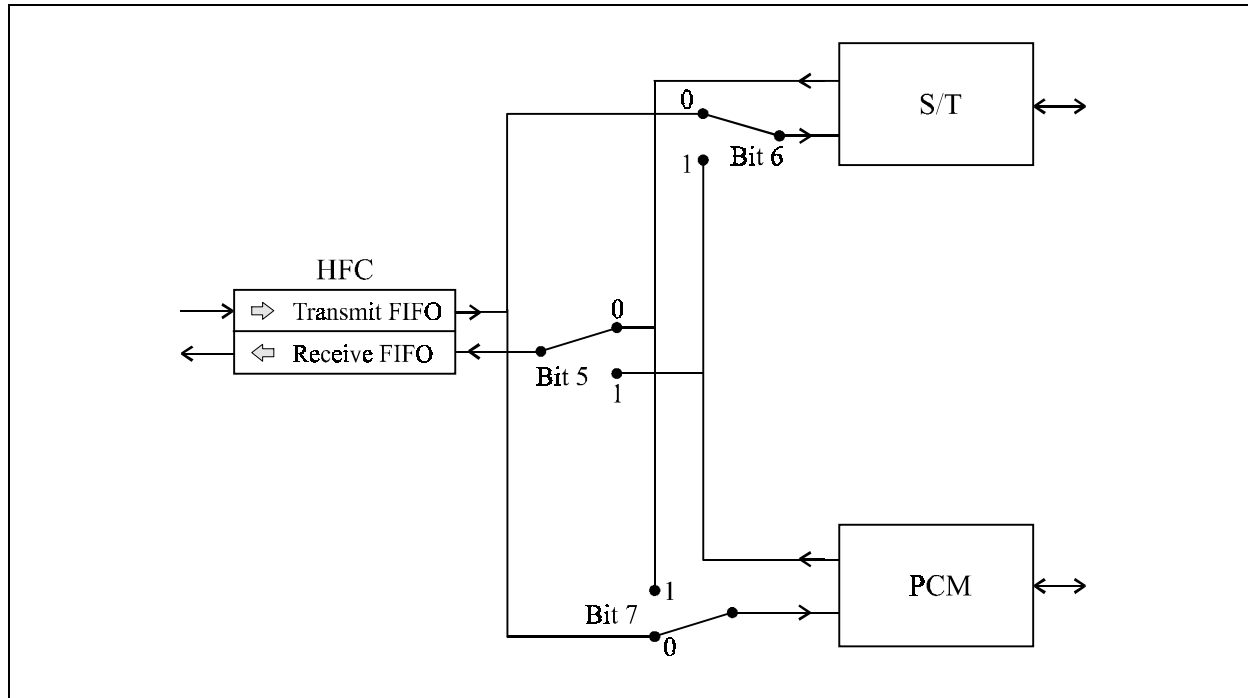 S/T
0
Bit 6
1
HFC
Transmit FIFO
Receive FIFO
0
Bit 5
1
PCM
1
Bit 7
0